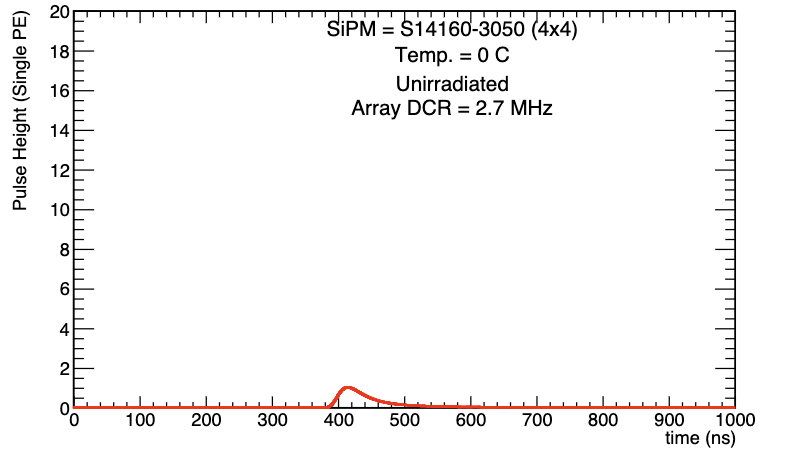 SiPM = S14160-3050 (4x4)
Temp. = 0 C
Unirradiated
Array DCR = 2.7 MHz
Pulse Height (Single PE)
20
18
16
14
12
10
8
6
4
2
0
0 100 200 300 400 500 600 700 800 900 1000
time (ns)